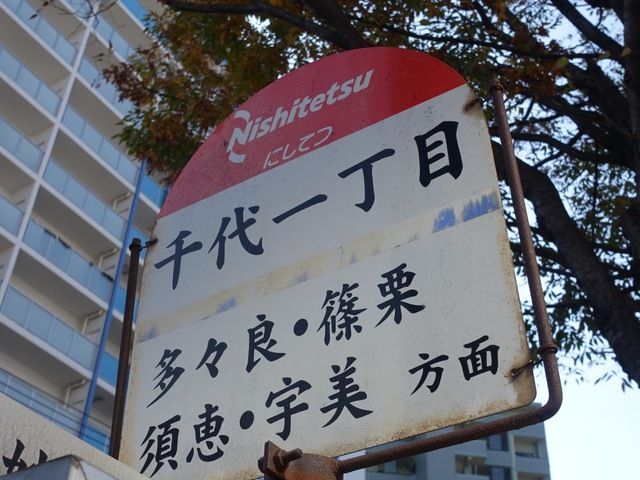 Nishitetsu
にしてつ
千代一丁目
多々良・篠栗
須恵・宇美 方面